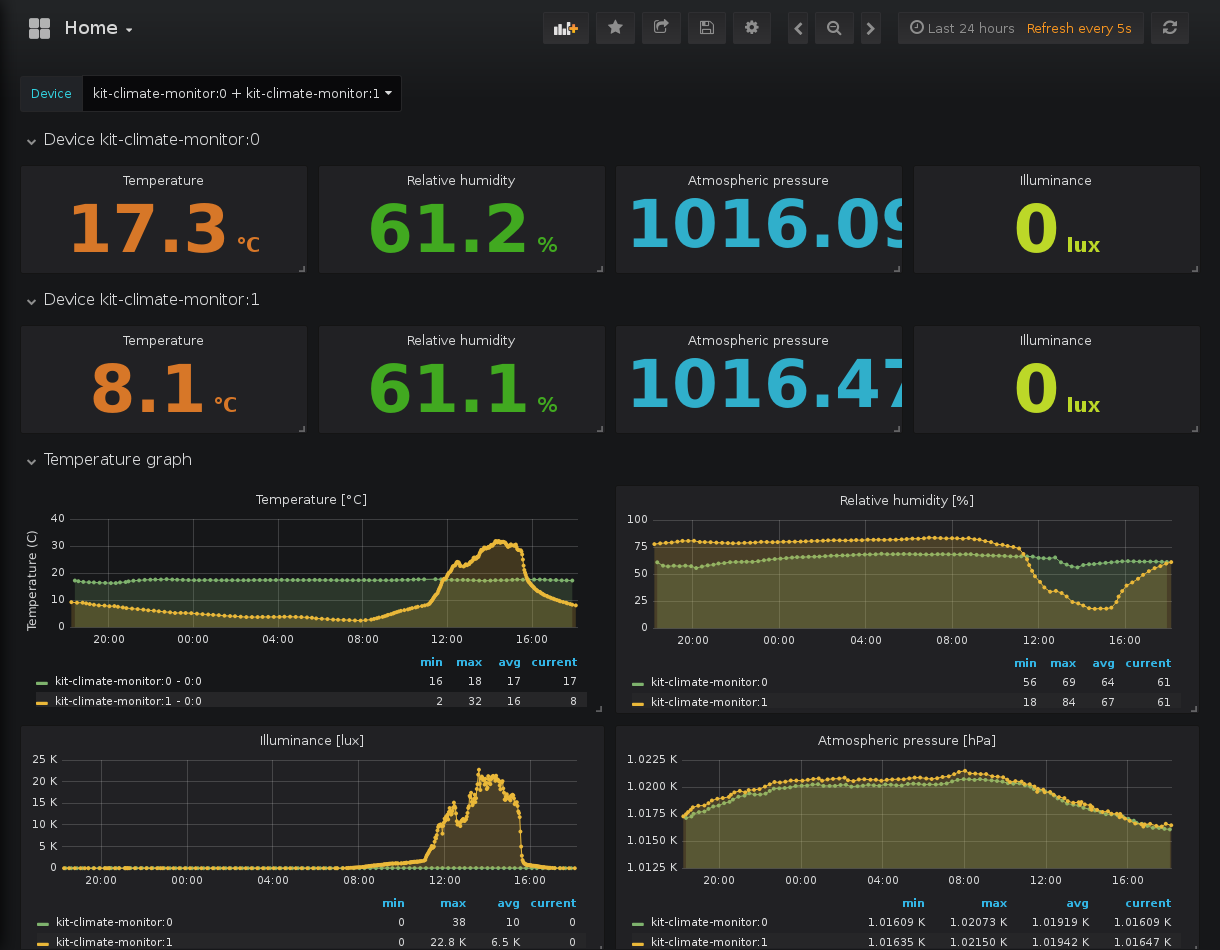 Home
Last 24 hours Refresh every 5s
Device kit-climate-monitor:0 + kit-climate-monitor:1
Device kit-climate-monitor:0
Temperature Relative humidity Atmospheric pressure Illuminance
17.3 °C 61.2 % 1016.09 0 lux
Device kit-climate-monitor:1
Temperature Relative humidity Atmospheric pressure Illuminance
8.1 °C 61.1 % 1016.47 0 lux
Temperature graph
Temperature [°C]
Temperature (C)
40
30
20
10
0
20:00 00:00 04:00 08:00 12:00 16:00
min max avg current
kit-climate-monitor:0 - 0:0 16 18 17 17
kit-climate-monitor:1 - 0:0 2 32 16 8
Relative humidity [%]
100
75
50
25
0
20:00 00:00 04:00 08:00 12:00 16:00
min max avg current
kit-climate-monitor:0 56 69 64 61
kit-climate-monitor:1 18 84 67 61
Illuminance [lux]
25 K
20 K
15 K
10 K
5 K
0
20:00 00:00 04:00 08:00 12:00 16:00
min max avg current
kit-climate-monitor:0 0 38 10 0
kit-climate-monitor:1 0 22.8 K 6.5 K 0
Atmospheric pressure [hPa]
1.0225 K
1.0200 K
1.0175 K
1.0150 K
1.0125 K
20:00 00:00 04:00 08:00 12:00 16:00
min max avg current
kit-climate-monitor:0 1.01609 K 1.02073 K 1.01919 K 1.01609 K
kit-climate-monitor:1 1.01635 K 1.02150 K 1.01942 K 1.01647 K